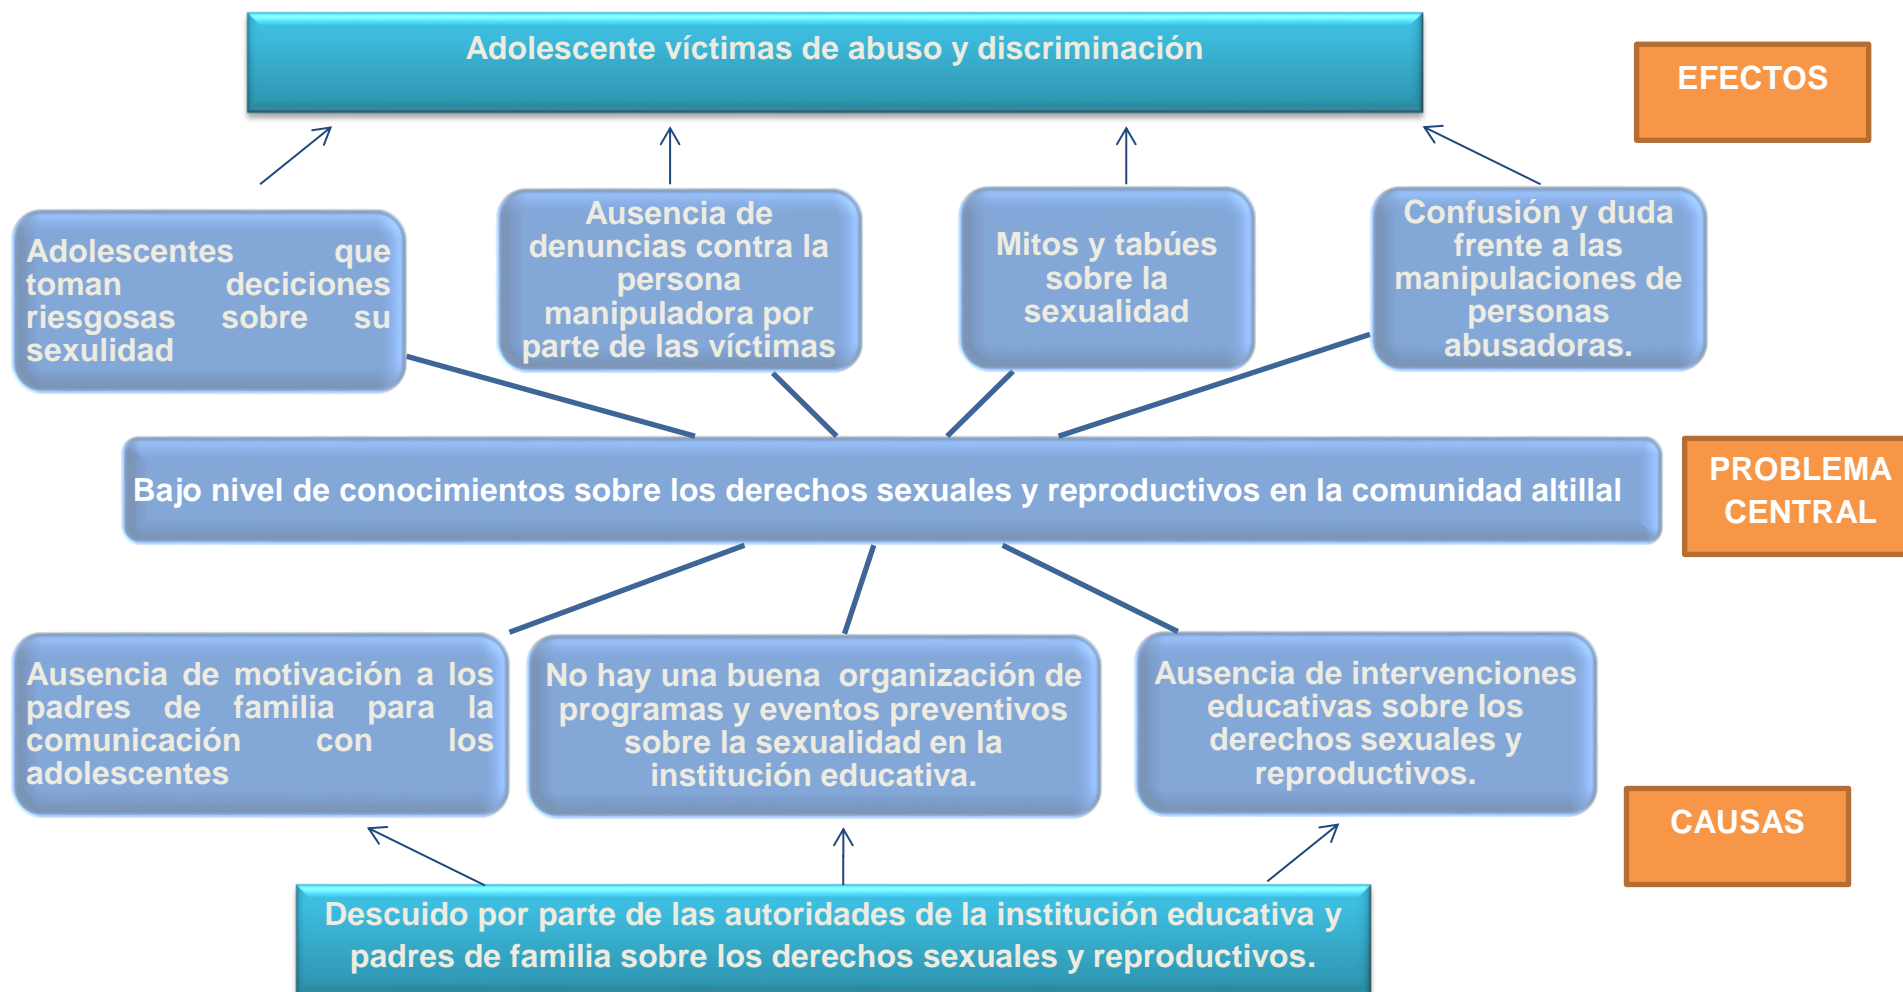 Adolescente víctimas de abuso y discriminación
EFECTOS
Adolescentes que
toman deciciones
riesgosas sobre su
sexulidad
Ausencia de
denuncias contra la
persona
manipuladora por
parte de las víctimas
Mitos y tabúes
sobre la
sexualidad
Confusión y duda
frente a las
manipulaciones de
personas
abusadoras.
Bajo nivel de conocimientos sobre los derechos sexuales y reproductivos en la comunidad altillal
PROBLEMA
CENTRAL
Ausencia de motivación a los
padres de familia para la
comunicación con los
adolescentes
No hay una buena organización de
programas y eventos preventivos
sobre la sexualidad en la
institución educativa.
Ausencia de intervenciones
educativas sobre los
derechos sexuales y
reproductivos.
CAUSAS
Descuido por parte de las autoridades de la institución educativa y
padres de familia sobre los derechos sexuales y reproductivos.